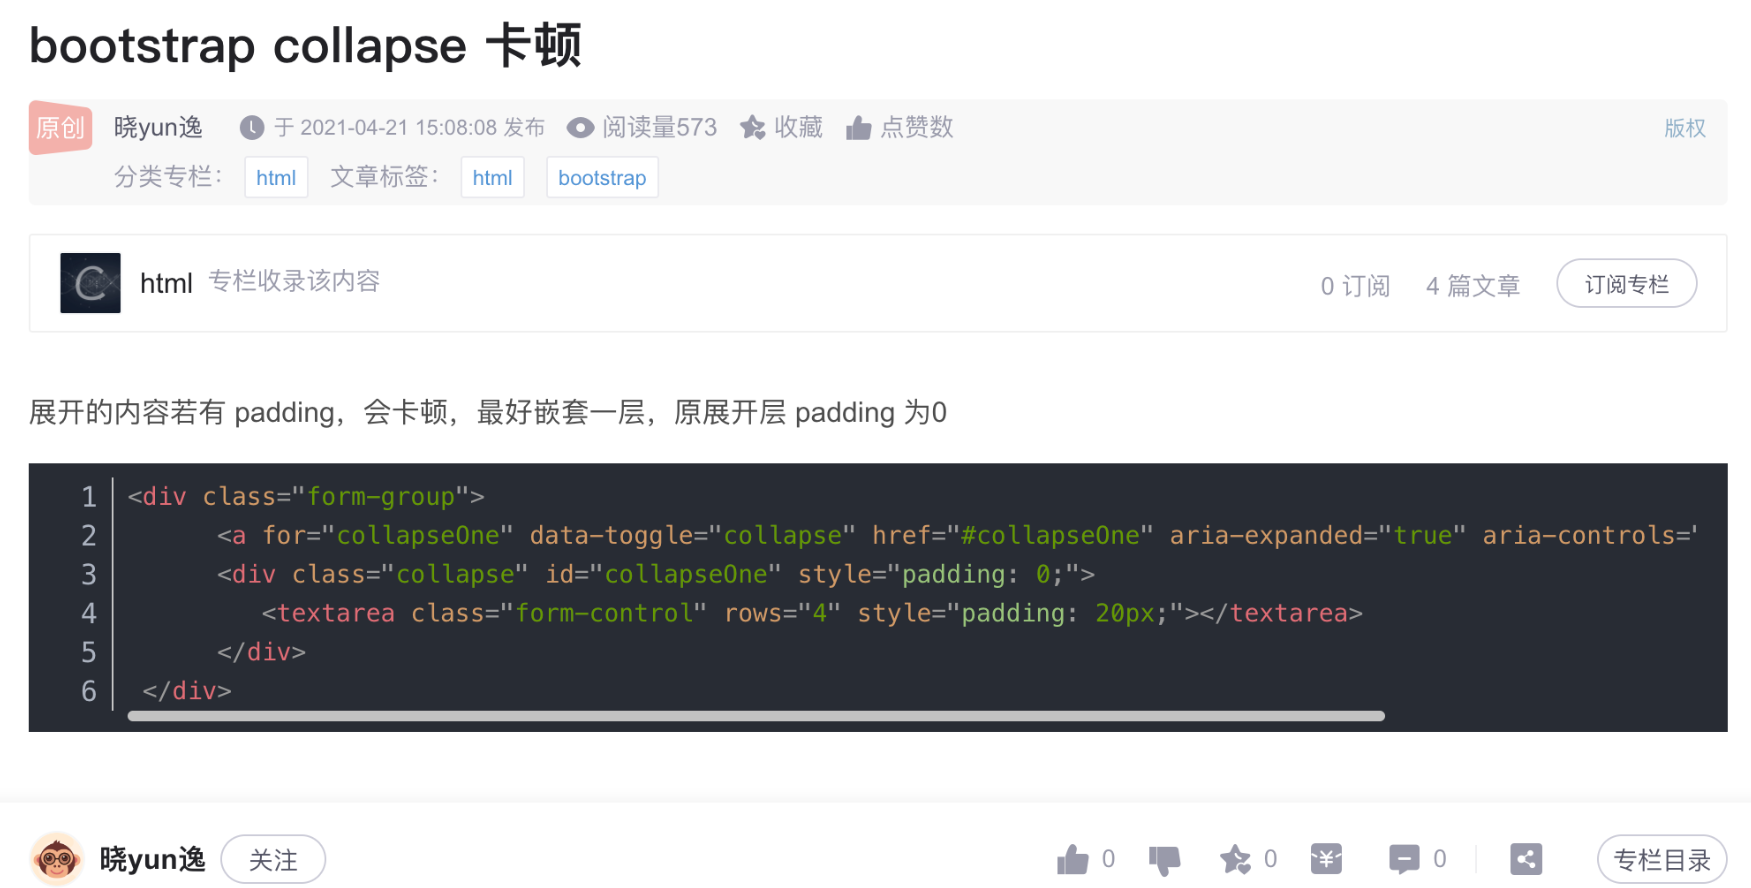 bootstrap collapse 卡顿
原创 晓yun逸 于 2021-04-21 15:08:08 发布 阅读量573 收藏 点赞数 版权
分类专栏： html 文章标签： html bootstrap
html 专栏收录该内容 0 订阅 4 篇文章 订阅专栏
展开的内容若有 padding，会卡顿，最好嵌套一层，原展开层 padding 为0
1 <div class="form-group">
2 <a for="collapseOne" data-toggle="collapse" href="#collapseOne" aria-expanded="true" aria-controls='
3 <div class="collapse" id="collapseOne" style="padding: 0;">
4 <textarea class="form-control" rows="4" style="padding: 20px;"></textarea>
5 </div>
6 </div>
晓yun逸 关注 0 0 ¥ 0 专栏目录